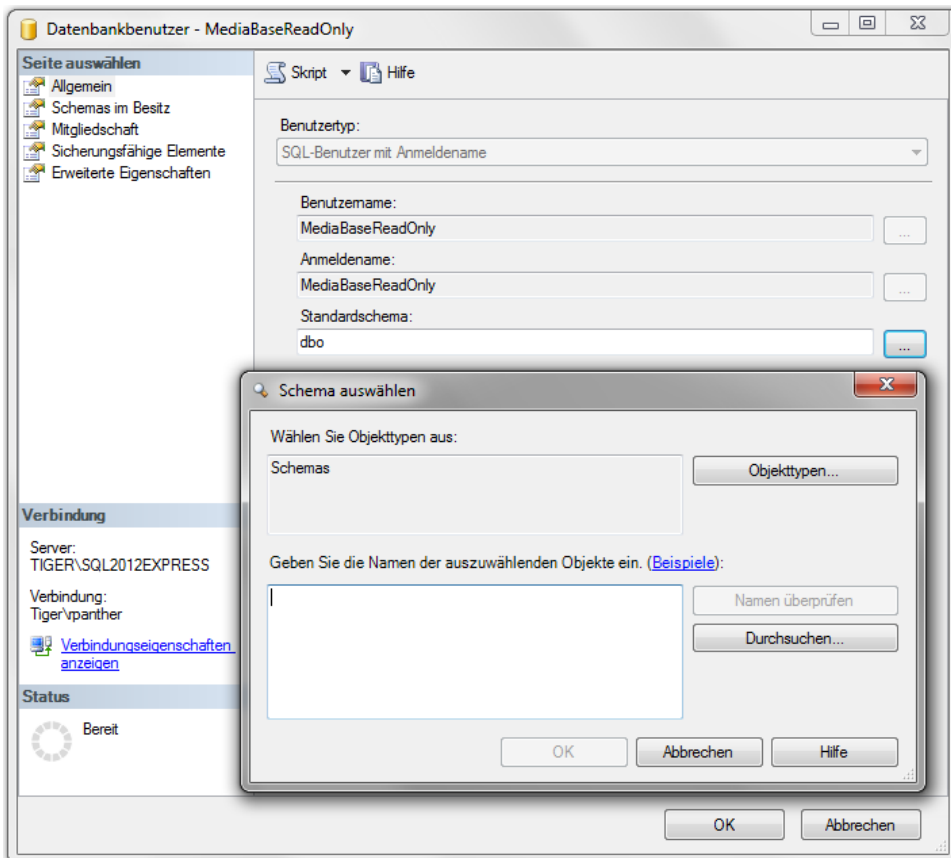 Datenbankbenutzer - MediaBaseReadOnly
Seite auswählen
Allgemein
Schemas im Besitz
Mitgliedschaft
Sicherungsfähige Elemente
Erweiterte Eigenschaften
Skript
Hilfe
Benutzertyp:
SQL-Benutzer mit Anmeldename
Benutzername:
MediaBaseReadOnly
...
Anmeldename:
MediaBaseReadOnly
...
Standardschema:
dbo
...
Schema auswählen
Wählen Sie Objekttypen aus:
Schemas
Objekttypen...
Geben Sie die Namen der auszuwählenden Objekte ein. (Beispiele):
Namen überprüfen
Durchsuchen...
OK
Abbrechen
Hilfe
Verbindung
Server:
TIGER\SQL2012EXPRESS
Verbindung:
Tiger\rpanther
Verbindungseigenschaften
anzeigen
Status
Bereit
OK
Abbrechen